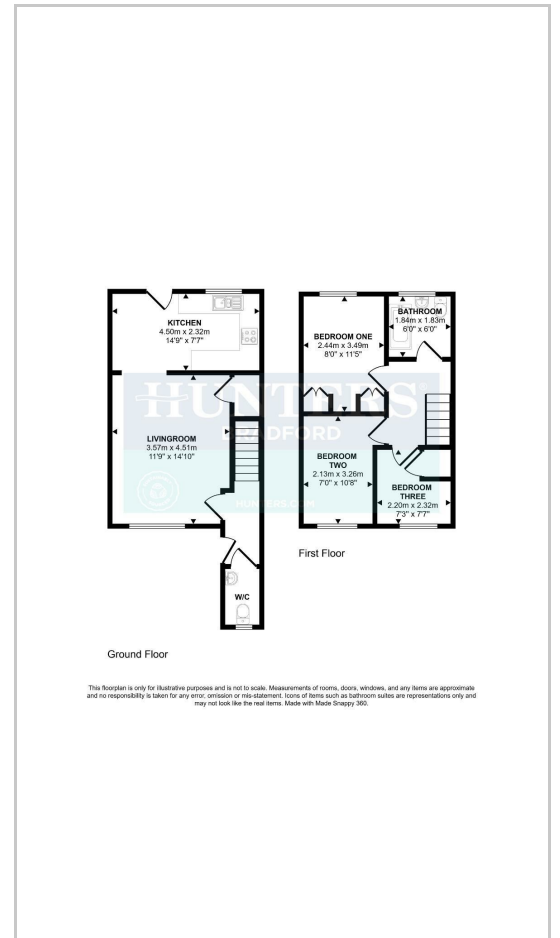 KITCHEN
4.50m x 2.32m
14'9" x 7'7"
HUNTERS®
BRADFORD
LIVINGROOM
3.57m x 4.51m
11'9" x 14'10"
HUNTERS.COM
W/C
Ground Floor
BEDROOM ONE
2.44m x 3.49m
8'0" x 11'5"
BATHROOM
1.84m x 1.83m
6'0" x 6'0"
BEDROOM
TWO
2.13m x 3.26m
7'0" x 10'8"
BEDROOM
THREE
2.20m x 2.32m
7'3" x 7'7"
First Floor
This floorplan is only for illustrative purposes and is not to scale. Measurements of rooms, doors, windows, and any items are approximate
and no responsibility is taken for any error, omission or mis-statement. Icons of items such as bathroom suites are representations only and
may not look like the real items. Made with Made Snappy 360.